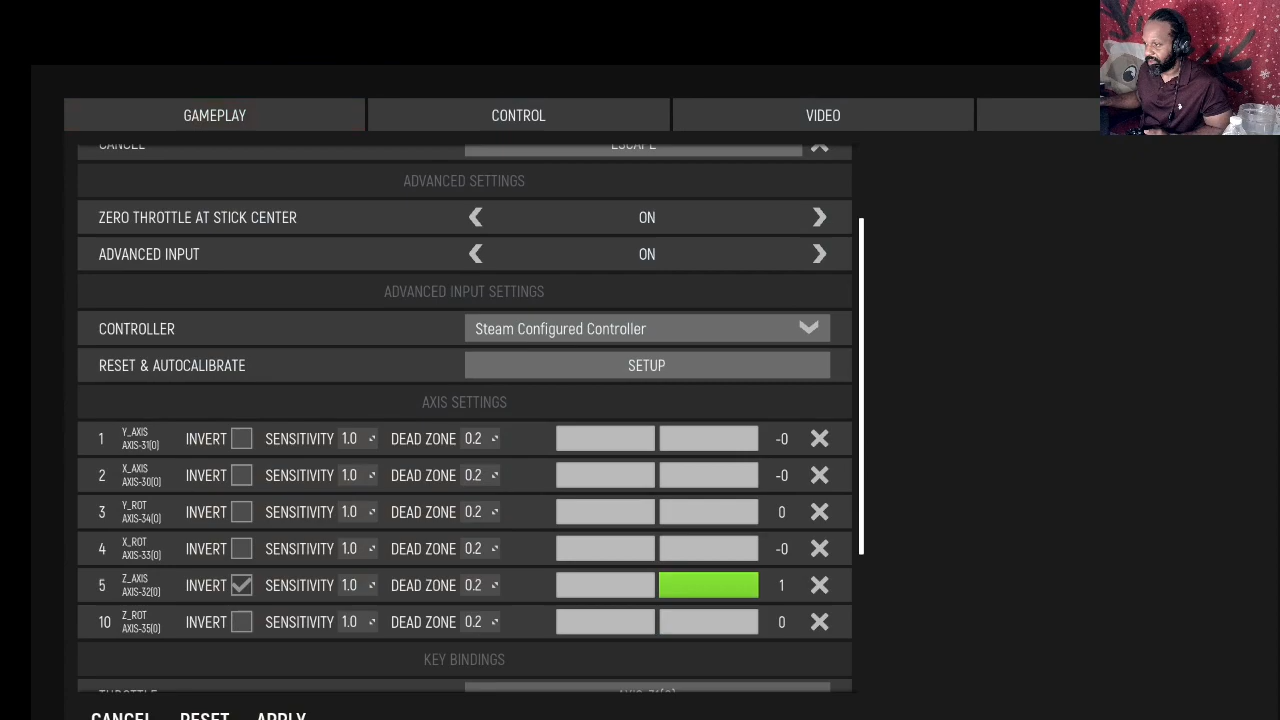 GAMEPLAY CONTROL VIDEO
CANCEL ESCAPE
ADVANCED SETTINGS
ZERO THROTTLE AT STICK CENTER ON
ADVANCED INPUT ON
ADVANCED INPUT SETTINGS
CONTROLLER Steam Configured Controller
RESET & AUTOCALIBRATE SETUP
AXIS SETTINGS
1 Y_AXIS AXIS-31(0) INVERT SENSITIVITY 1.0 DEAD ZONE 0.2 -0
2 X_AXIS AXIS-30(0) INVERT SENSITIVITY 1.0 DEAD ZONE 0.2 -0
3 Y_ROT AXIS-34(0) INVERT SENSITIVITY 1.0 DEAD ZONE 0.2 0
4 X_ROT AXIS-33(0) INVERT SENSITIVITY 1.0 DEAD ZONE 0.2 -0
5 Z_AXIS AXIS-32(0) INVERT SENSITIVITY 1.0 DEAD ZONE 0.2 1
10 Z_ROT AXIS-35(0) INVERT SENSITIVITY 1.0 DEAD ZONE 0.2 0
KEY BINDINGS
THROTTLE AXIS-31(0)
CANCEL RESET APPLY